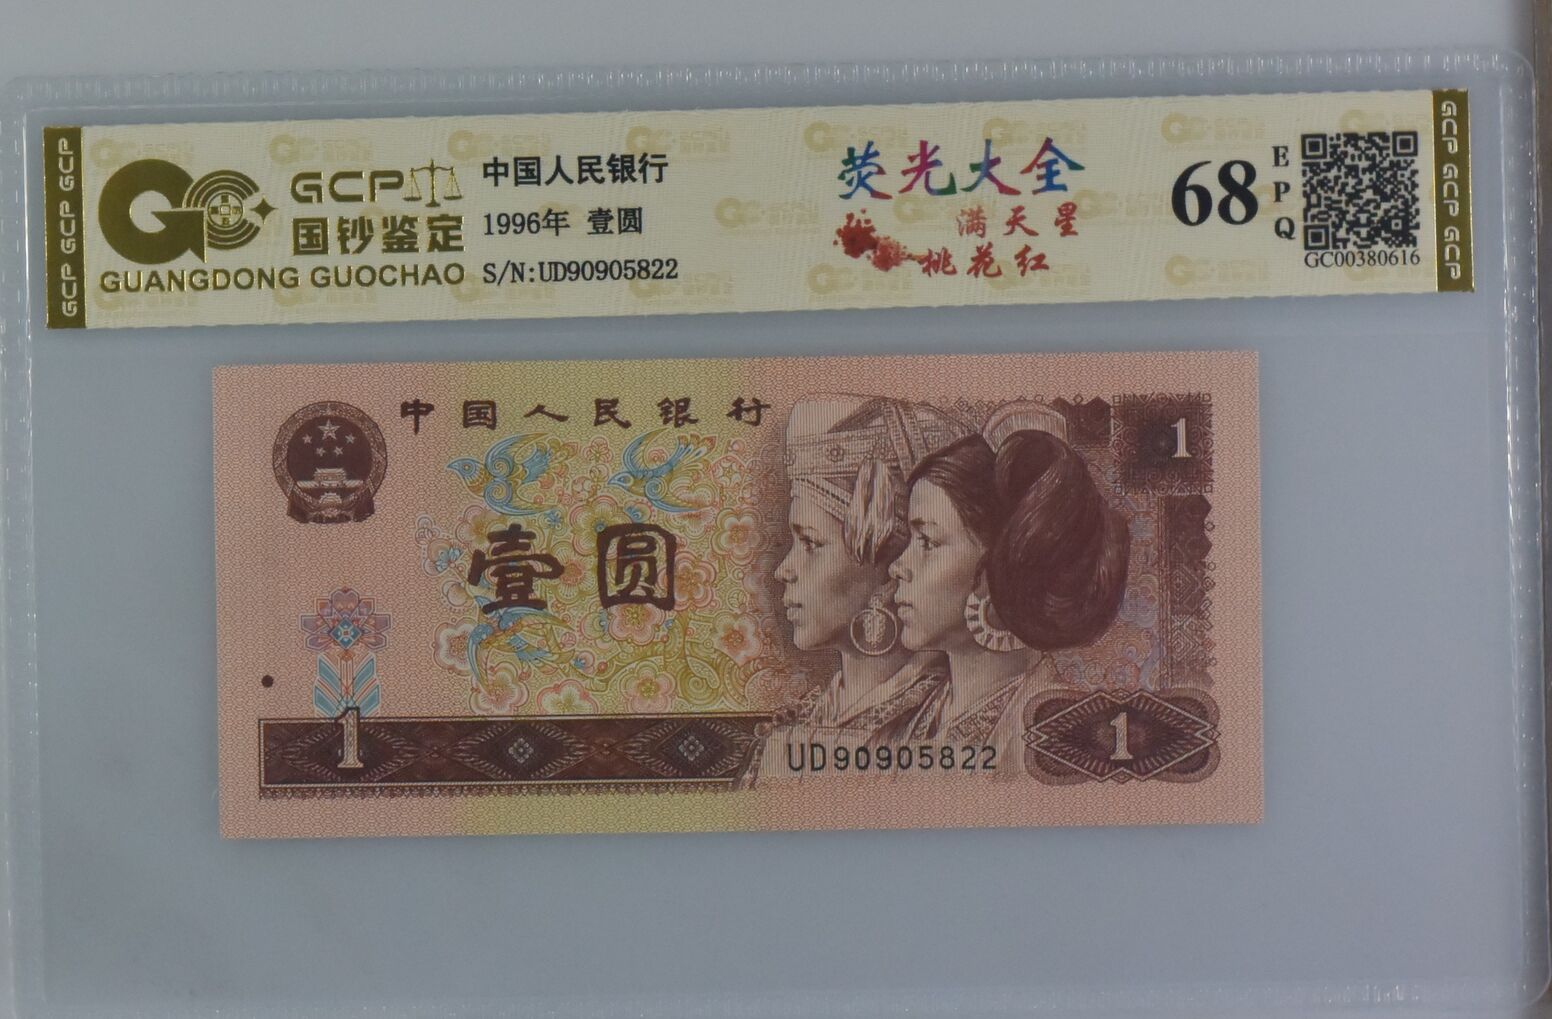 GCP GCP GCP
GCP
国钞鉴定
GUANGDONG GUOCHAO
中国人民银行
1996年 壹圆
S/N:UD90905822
荧光大全
满天星
桃花红
68
EPQ
GC00380616
GCP GCP GCP
中国人民银行
1
壹圆
1
UD90905822
1